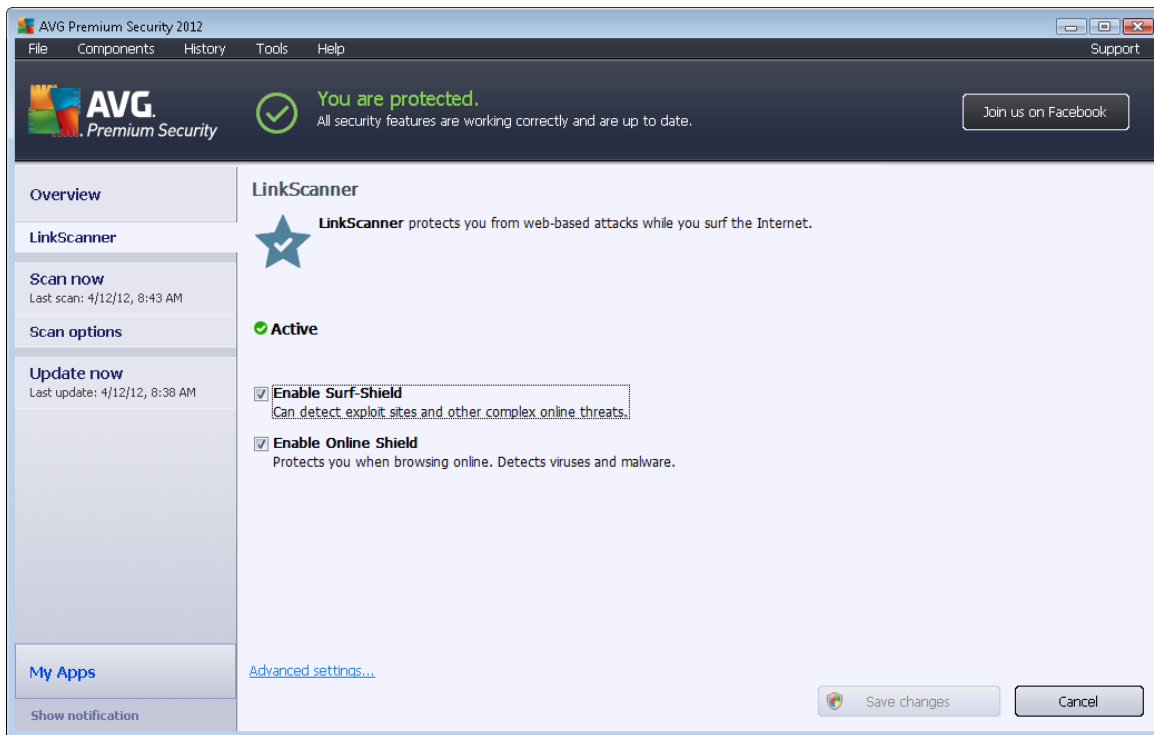 AVG Premium Security 2012
File Components History Tools Help Support
AVG.
Premium Security
You are protected.
All security features are working correctly and are up to date.
Join us on Facebook
Overview
LinkScanner
Scan now
Last scan: 4/12/12, 8:43 AM
Scan options
Update now
Last update: 4/12/12, 8:38 AM
My Apps
Show notification
LinkScanner
LinkScanner protects you from web-based attacks while you surf the Internet.
Active
Enable Surf-Shield
Can detect exploit sites and other complex online threats.
Enable Online Shield
Protects you when browsing online. Detects viruses and malware.
Advanced settings...
Save changes
Cancel